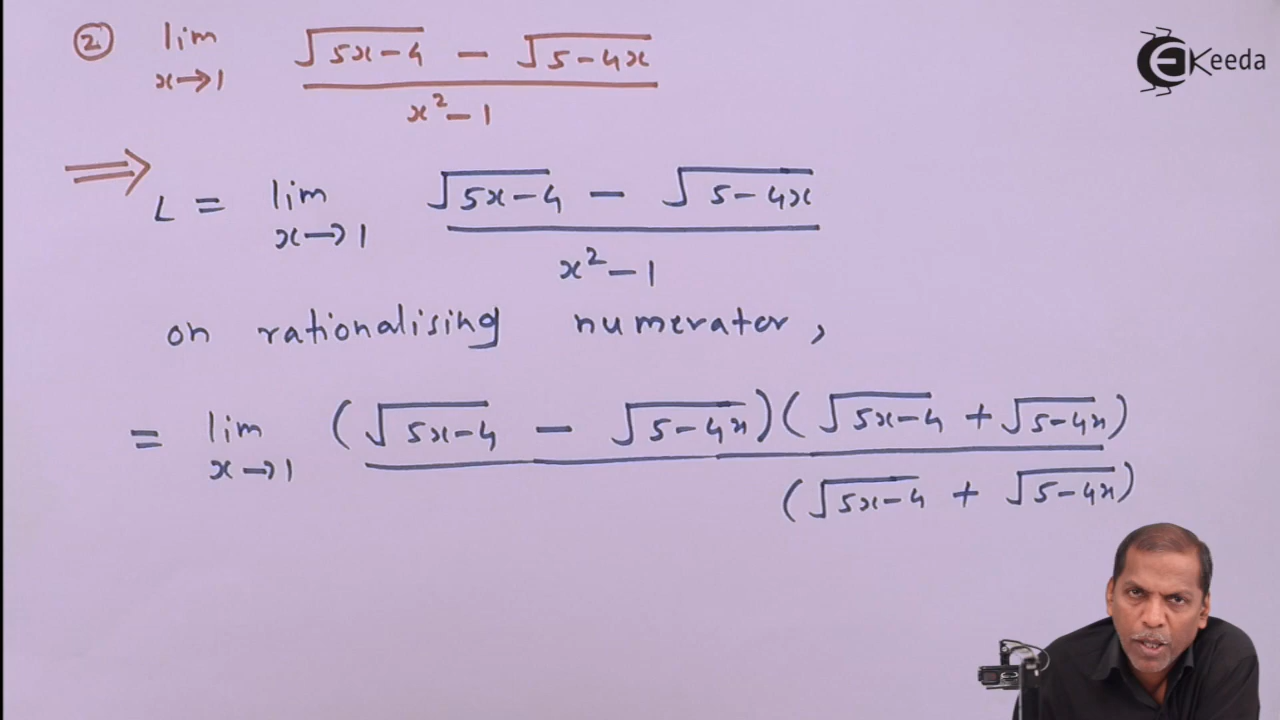 ② lim x→1 (√(5x-4) - √(5-4x)) / (x² - 1)
EKeeda
⟹ L = lim x→1 (√(5x-4) - √(5-4x)) / (x² - 1)
on rationalising numerator,
= lim x→1 (√(5x-4) - √(5-4x))(√(5x-4) + √(5-4x)) / (√(5x-4) + √(5-4x))